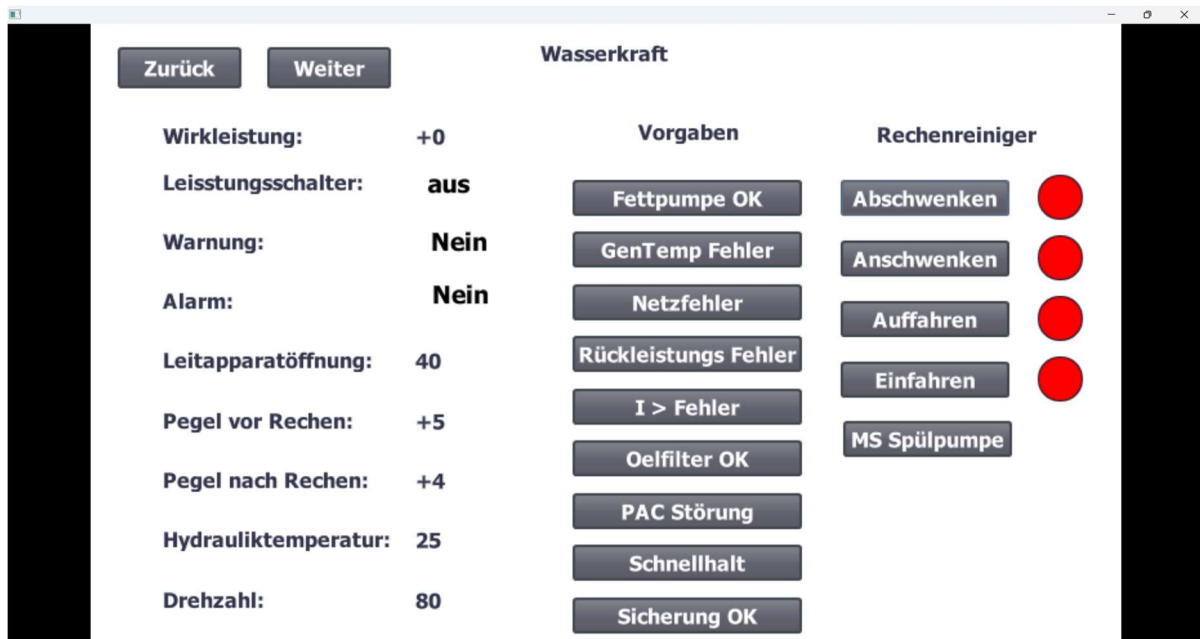 Wasserkraft
Zurück Weiter
Wirkleistung: +0
Leisstungsschalter: aus
Warnung: Nein
Alarm: Nein
Leitapparatöffnung: 40
Pegel vor Rechen: +5
Pegel nach Rechen: +4
Hydrauliktemperatur: 25
Drehzahl: 80
Vorgaben
Fettpumpe OK
GenTemp Fehler
Netzfehler
Rückleistungs Fehler
I > Fehler
Oelfilter OK
PAC Störung
Schnellhalt
Sicherung OK
Rechenreiniger
Abschwenken
Anschwenken
Auffahren
Einfahren
MS Spülpumpe